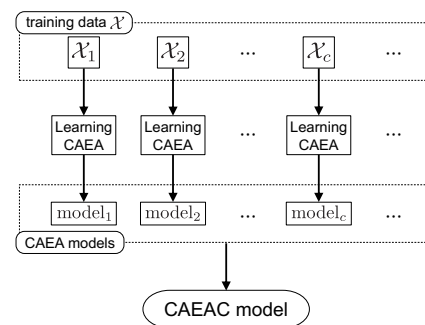 training data 𝒳
𝒳₁ 𝒳₂ ... 𝒳c ...
Learning CAEA Learning CAEA ... Learning CAEA ...
model₁ model₂ ... modelc ...
CAEA models
CAEAC model